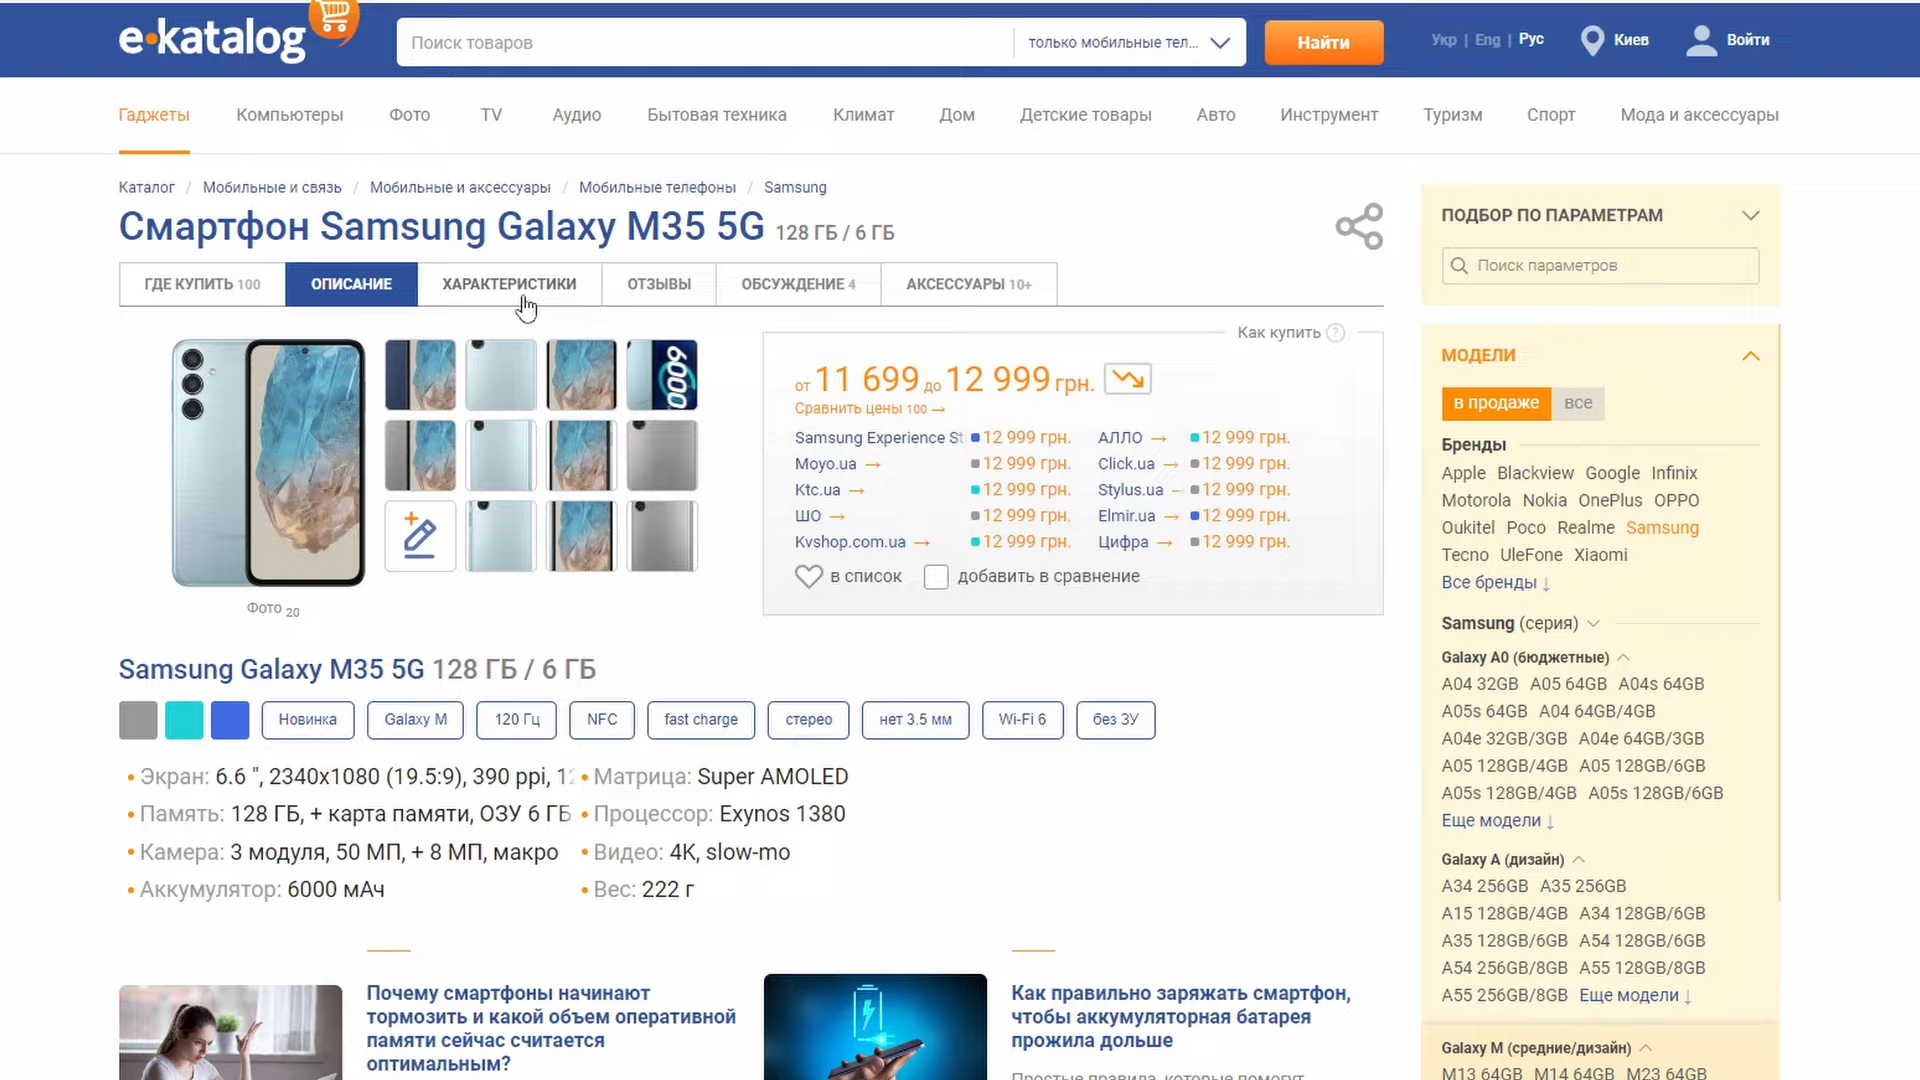 e•katalog
Поиск товаров
только мобильные тел...
Найти
Укр | Eng | Рус
Киев
Войти
Гаджеты Компьютеры Фото TV Аудио Бытовая техника Климат Дом Детские товары Авто Инструмент Туризм Спорт Мода и аксессуары
Каталог / Мобильные и связь / Мобильные и аксессуары / Мобильные телефоны / Samsung
Смартфон Samsung Galaxy M35 5G 128 ГБ / 6 ГБ
ГДЕ КУПИТЬ 100 ОПИСАНИЕ ХАРАКТЕРИСТИКИ ОТЗЫВЫ ОБСУЖДЕНИЕ 4 АКСЕССУАРЫ 10+
6000
Фото 20
Как купить ?
от 11 699 до 12 999 грн.
Сравнить цены 100 →
Samsung Experience St 12 999 грн. АЛЛО → 12 999 грн.
Moyo.ua → 12 999 грн. Click.ua → 12 999 грн.
Ktc.ua → 12 999 грн. Stylus.ua 12 999 грн.
ШО → 12 999 грн. Elmir.ua → 12 999 грн.
Kvshop.com.ua → 12 999 грн. Цифра → 12 999 грн.
в список добавить в сравнение
Samsung Galaxy M35 5G 128 ГБ / 6 ГБ
Новинка Galaxy M 120 Гц NFC fast charge стерео нет 3.5 мм Wi-Fi 6 без ЗУ
• Экран: 6.6 ", 2340x1080 (19.5:9), 390 ppi, 12 • Матрица: Super AMOLED
• Память: 128 ГБ, + карта памяти, ОЗУ 6 ГБ • Процессор: Exynos 1380
• Камера: 3 модуля, 50 МП, + 8 МП, макро • Видео: 4K, slow-mo
• Аккумулятор: 6000 мАч • Вес: 222 г
Почему смартфоны начинают
тормозить и какой объем оперативной
памяти сейчас считается
оптимальным?
Как правильно заряжать смартфон,
чтобы аккумуляторная батарея
прожила дольше
Простые правила, которые помогут
ПОДБОР ПО ПАРАМЕТРАМ
Поиск параметров
МОДЕЛИ
в продаже все
Бренды
Apple Blackview Google Infinix
Motorola Nokia OnePlus OPPO
Oukitel Poco Realme Samsung
Tecno UleFone Xiaomi
Все бренды ↓
Samsung (серия)
Galaxy A0 (бюджетные)
A04 32GB A05 64GB A04s 64GB
A05s 64GB A04 64GB/4GB
A04e 32GB/3GB A04e 64GB/3GB
A05 128GB/4GB A05 128GB/6GB
A05s 128GB/4GB A05s 128GB/6GB
Еще модели ↓
Galaxy A (дизайн)
A34 256GB A35 256GB
A15 128GB/4GB A34 128GB/6GB
A35 128GB/6GB A54 128GB/6GB
A54 256GB/8GB A55 128GB/8GB
A55 256GB/8GB Еще модели ↓
Galaxy M (средние/дизайн)
M13 64GB M14 64GB M23 64GB